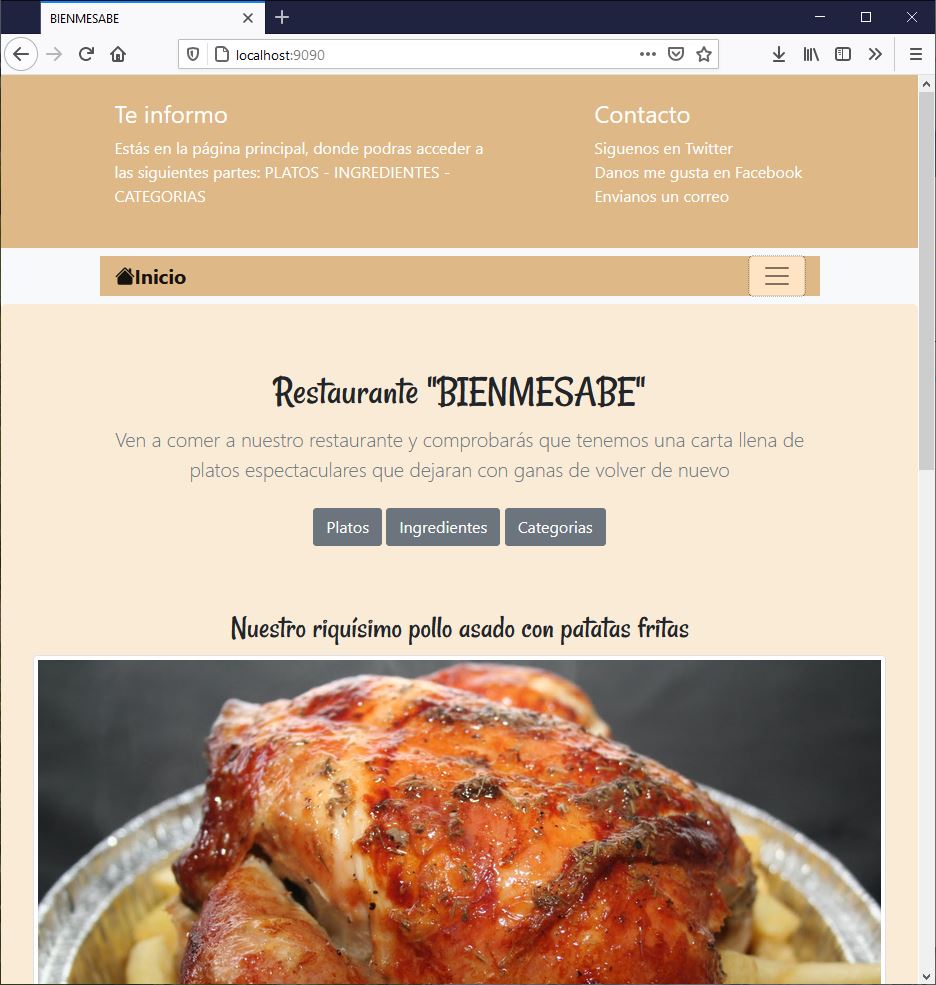 BIENMESABE
localhost:9090
Te informo
Estás en la página principal, donde podras acceder a
las siguientes partes: PLATOS - INGREDIENTES -
CATEGORIAS
Contacto
Siguenos en Twitter
Danos me gusta en Facebook
Envianos un correo
Inicio
Restaurante "BIENMESABE"
Ven a comer a nuestro restaurante y comprobarás que tenemos una carta llena de
platos espectaculares que dejaran con ganas de volver de nuevo
Platos Ingredientes Categorias
Nuestro riquísimo pollo asado con patatas fritas